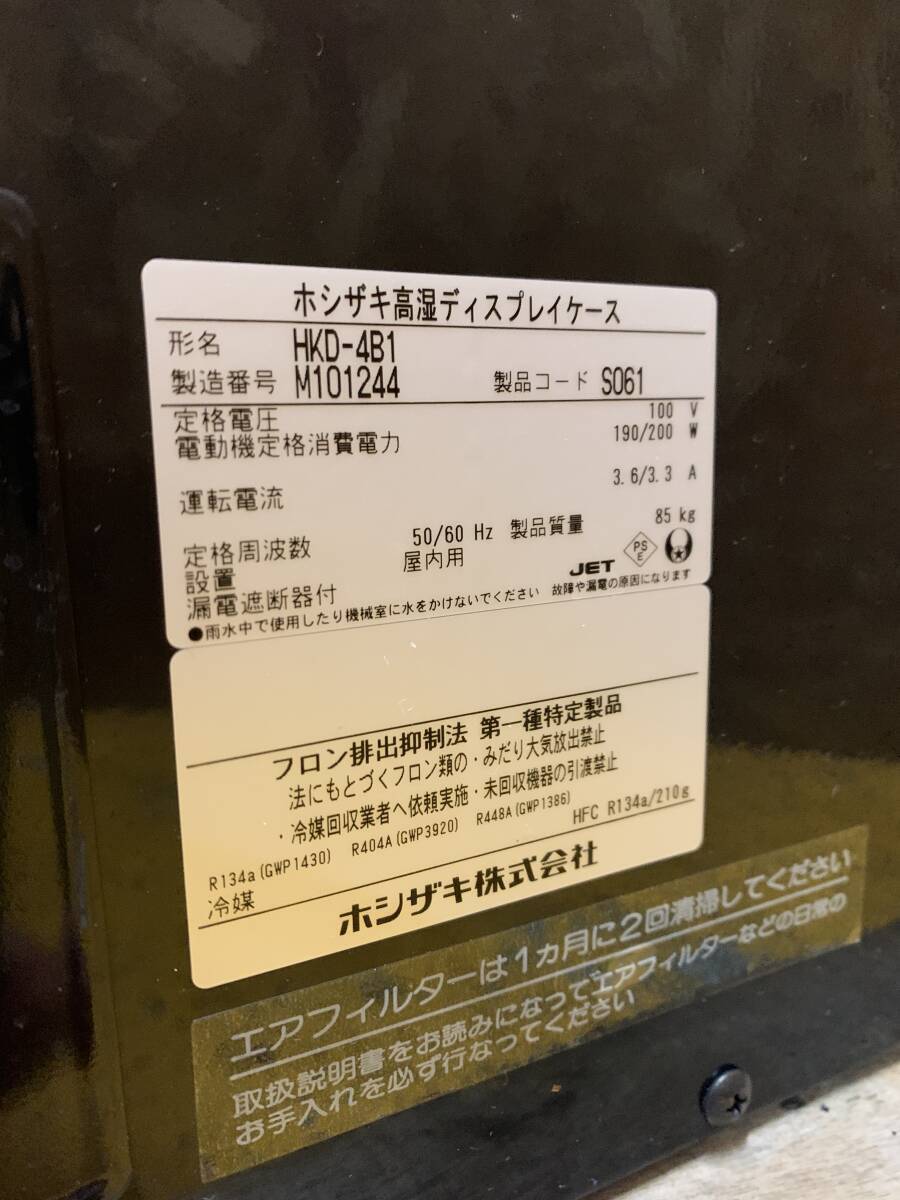 ホシザキ高湿ディスプレイケース
形名 HKD-4B1
製造番号 M101244 製品コード S061
定格電圧 100 V
電動機定格消費電力 190/200 W
運転電流 3.6/3.3 A
定格周波数 50/60 Hz 製品質量 85 kg
設置 屋内用
漏電遮断器付 JET PS E
●雨水中で使用したり機械室に水をかけないでください 故障や漏電の原因になります
フロン排出抑制法 第一種特定製品
法にもとづくフロン類の・みだり大気放出禁止
・冷媒回収業者へ依頼実施・未回収機器の引渡禁止
R134a(GWP1430) R404A(GWP3920) R448A(GWP1386)
冷媒 HFC R134a/210g
ホシザキ株式会社
エアフィルターは1ヵ月に2回清掃してください
取扱説明書をお読みになってエアフィルターなどの日常の
お手入れを必ず行なってください